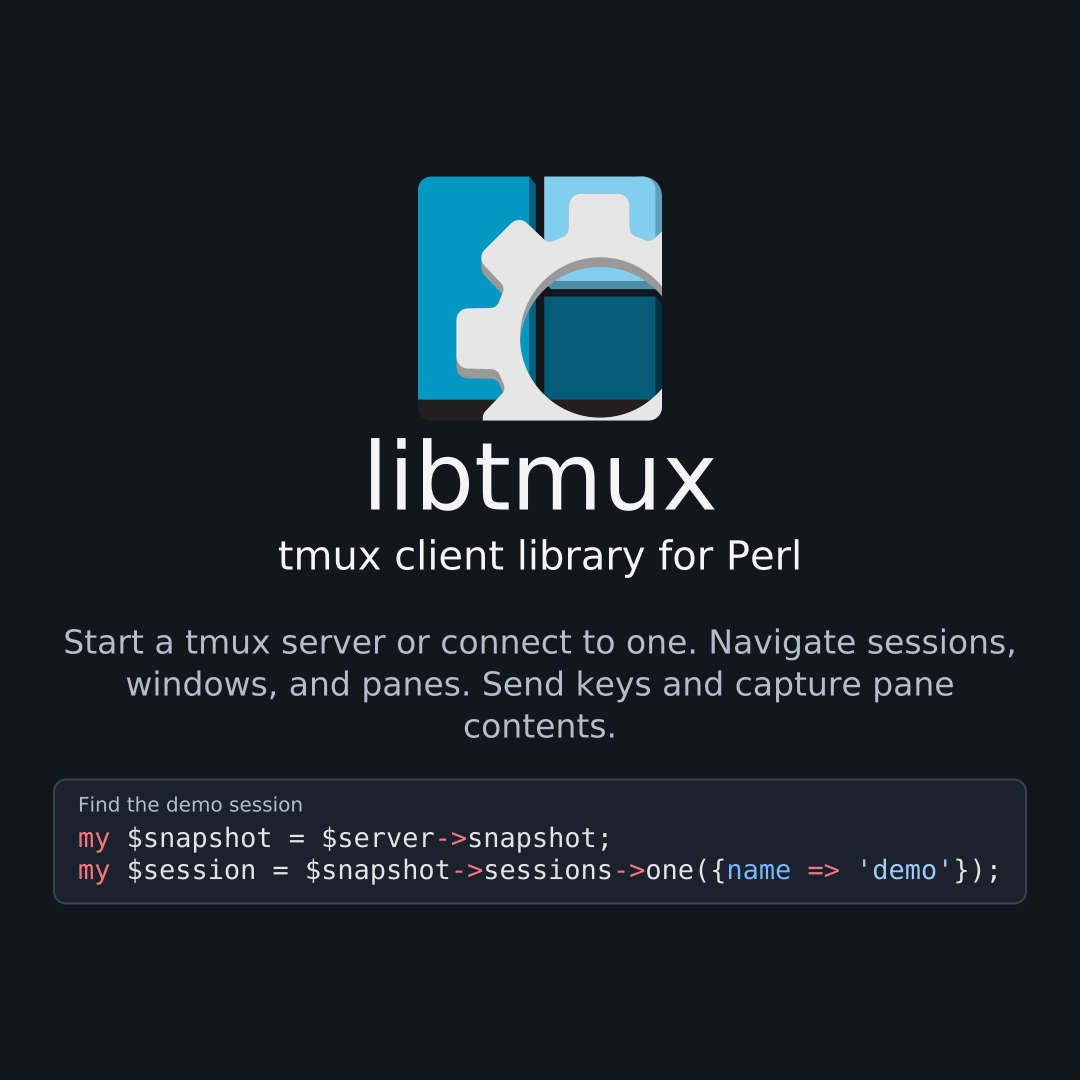 libtmux
tmux client library for Perl
Start a tmux server or connect to one. Navigate sessions,
windows, and panes. Send keys and capture pane
contents.
Find the demo session
my $snapshot = $server->snapshot;
my $session = $snapshot->sessions->one({name => 'demo'});